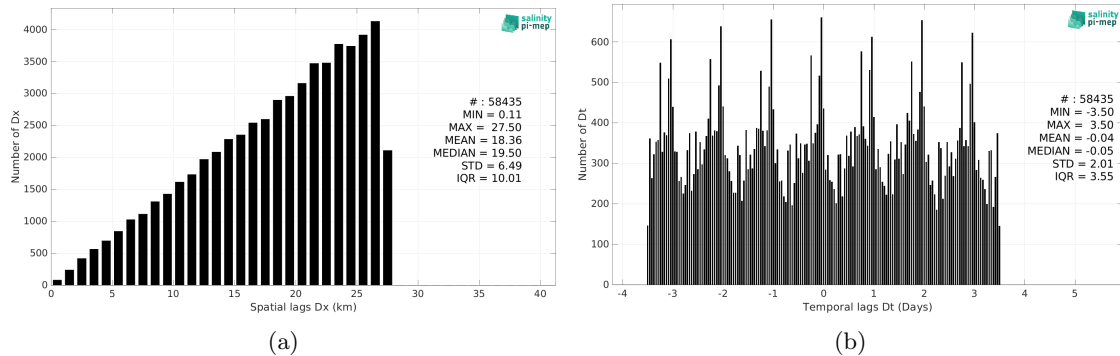 4000
3500
3000
2500
2000
1500
1000
500
0
Number of Dx
0 5 10 15 20 25 30 35 40
Spatial lags Dx (km)
salinity
pi-mep
# : 58435
MIN = 0.11
MAX = 27.50
MEAN = 18.36
MEDIAN = 19.50
STD = 6.49
IQR = 10.01
(a)
600
500
400
300
200
100
0
Number of Dt
-4 -3 -2 -1 0 1 2 3 4 5
Temporal lags Dt (Days)
salinity
pi-mep
# : 58435
MIN = -3.50
MAX = 3.50
MEAN = -0.04
MEDIAN = -0.05
STD = 2.01
IQR = 3.55
(b)